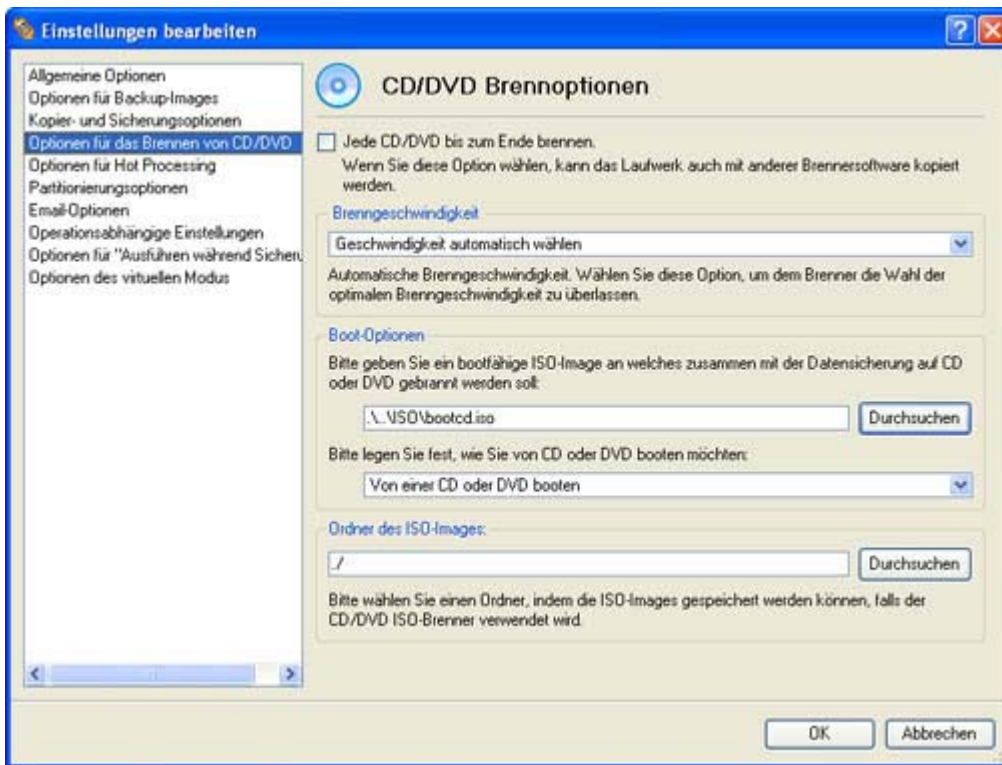 Einstellungen bearbeiten
Allgemeine Optionen
Optionen für Backup-Images
Kopier- und Sicherungsoptionen
Optionen für das Brennen von CD/DVD
Optionen für Hot Processing
Partitionierungsoptionen
Email-Optionen
Operationsabhängige Einstellungen
Optionen für "Ausführen während Sicheru
Optionen des virtuellen Modus
CD/DVD Brennoptionen
Jede CD/DVD bis zum Ende brennen.
Wenn Sie diese Option wählen, kann das Laufwerk auch mit anderer Brennersoftware kopiert
werden.
Brenngeschwindigkeit
Geschwindigkeit automatisch wählen
Automatische Brenngeschwindigkeit. Wählen Sie diese Option, um dem Brenner die Wahl der
optimalen Brenngeschwindigkeit zu überlassen.
Boot-Optionen
Bitte geben Sie ein bootfähige ISO-Image an welches zusammen mit der Datensicherung auf CD
oder DVD gebrannt werden soll:
.\..\ISO\bootcd.iso
Durchsuchen
Bitte legen Sie fest, wie Sie von CD oder DVD booten möchten:
Von einer CD oder DVD booten
Ordner des ISO-Images:
./
Durchsuchen
Bitte wählen Sie einen Ordner, indem die ISO-Images gespeichert werden können, falls der
CD/DVD ISO-Brenner verwendet wird.
OK
Abbrechen